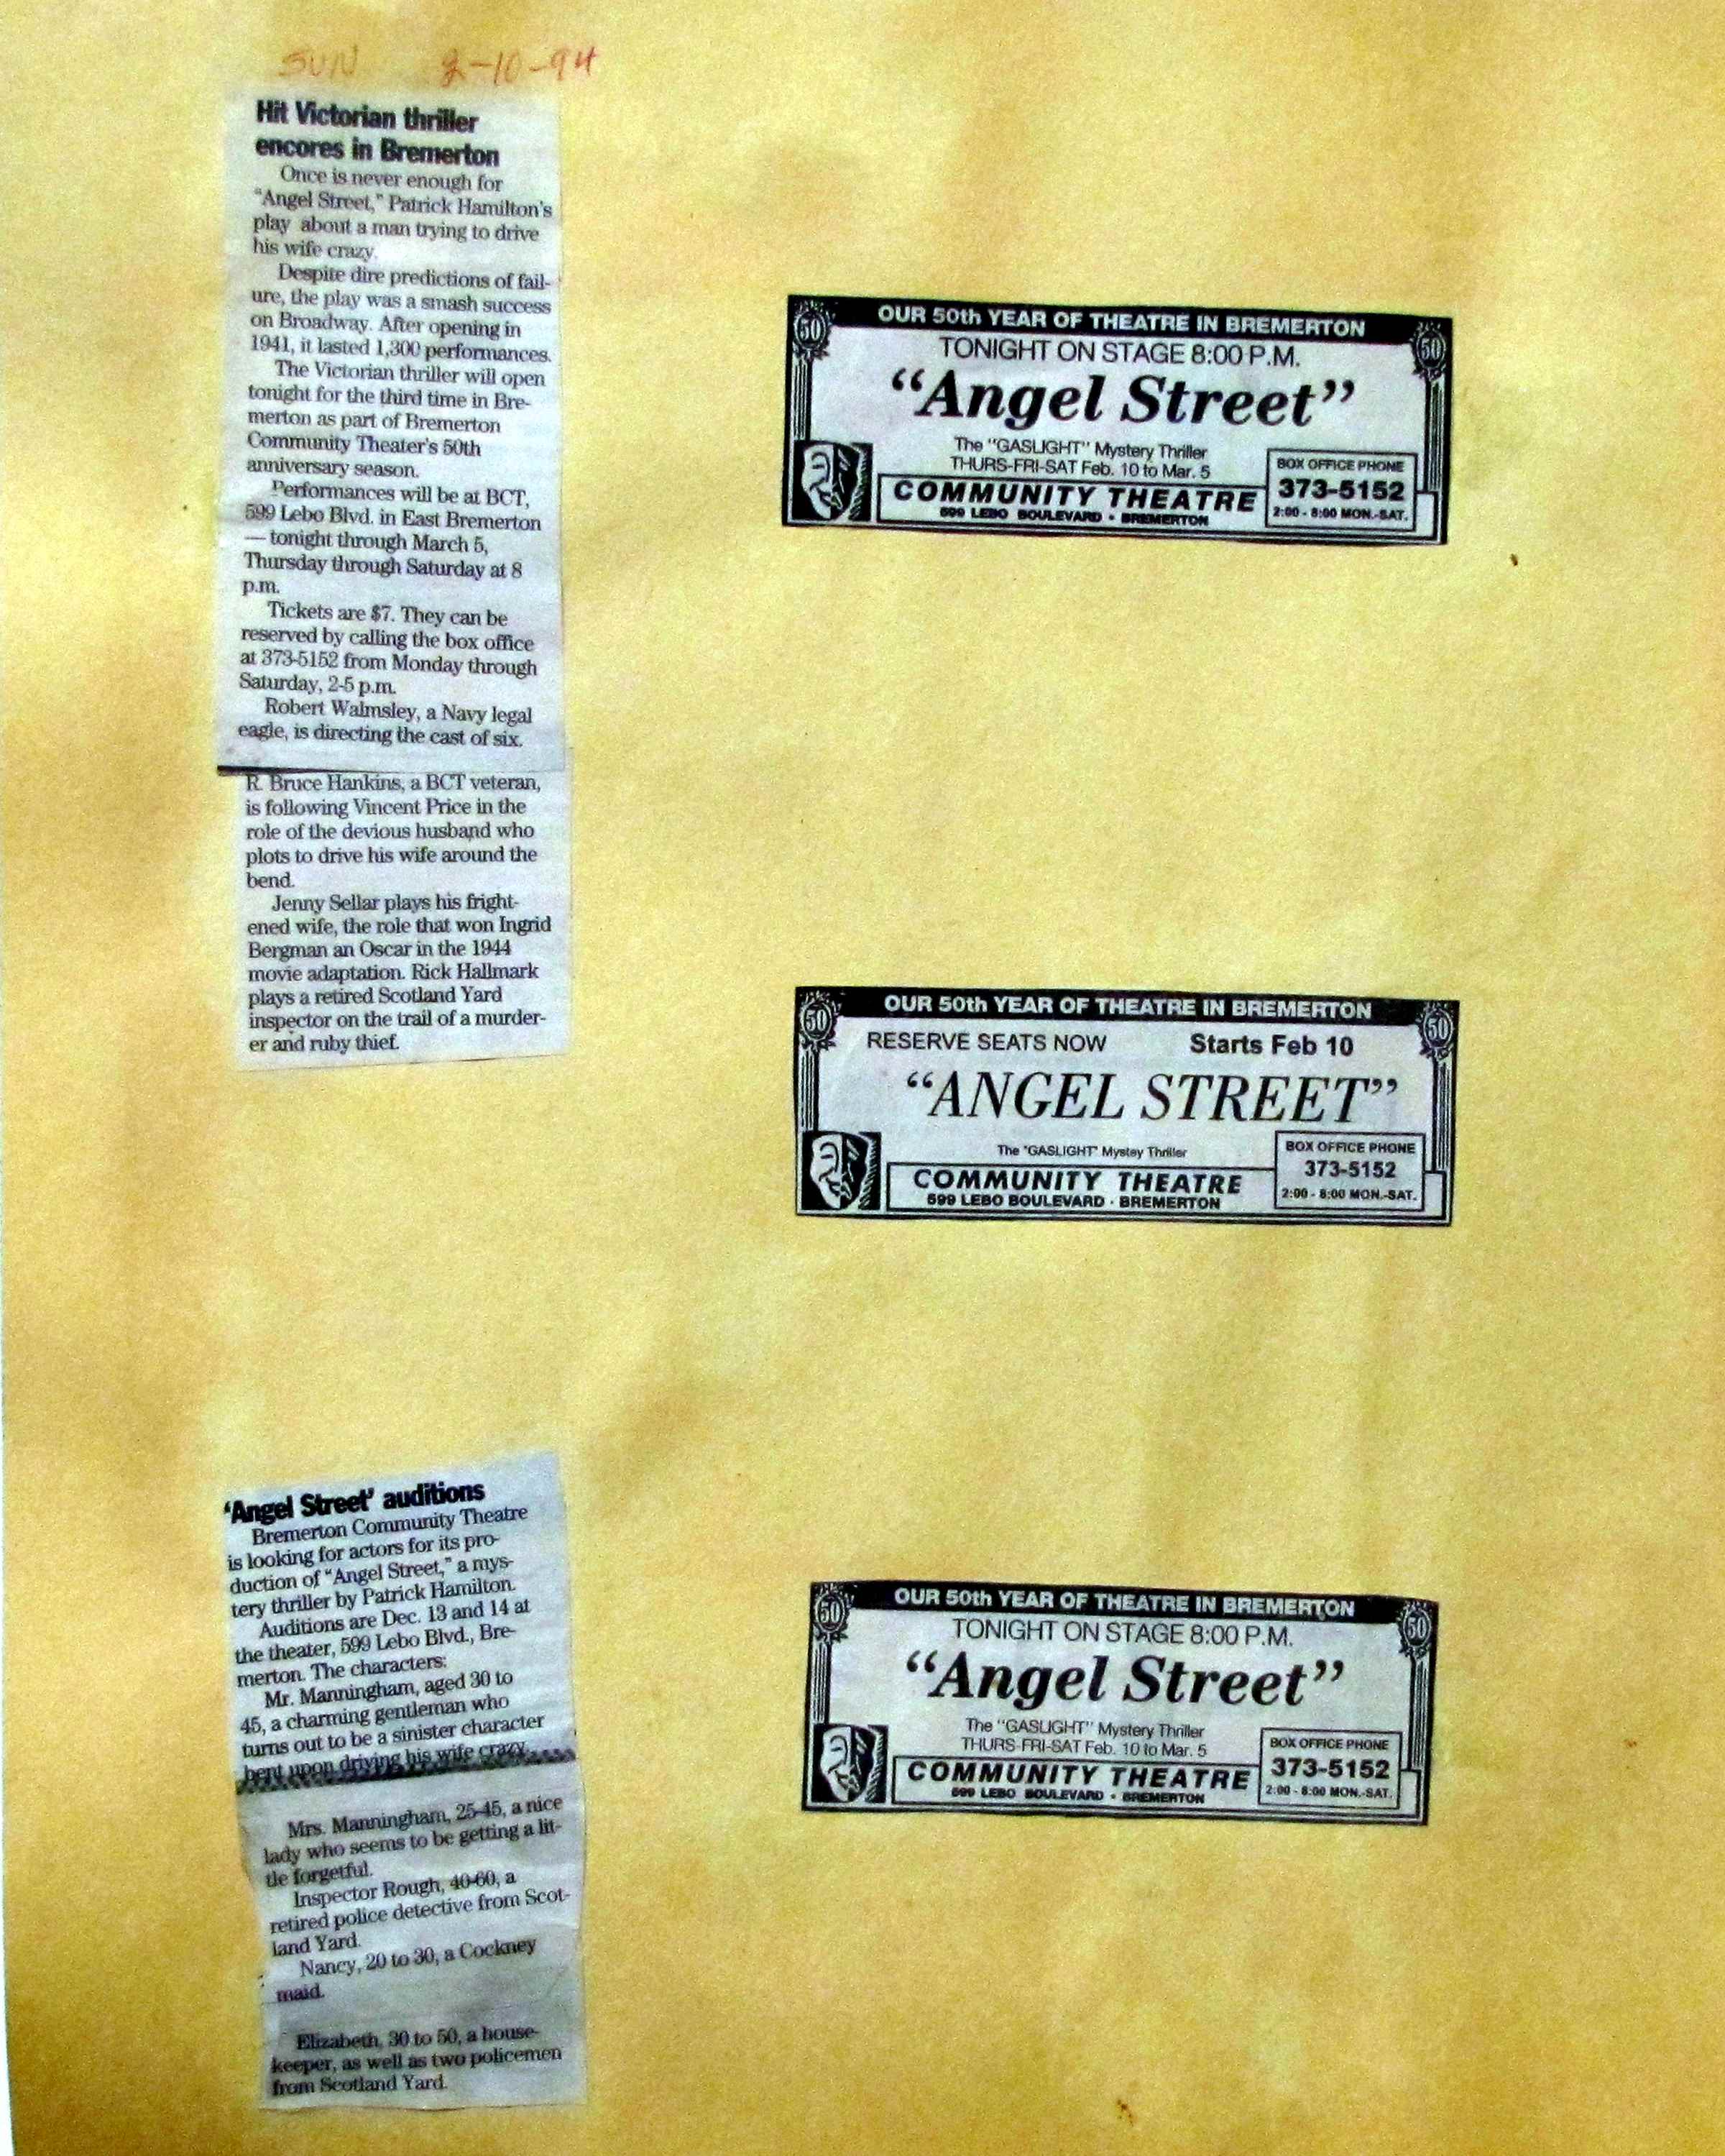 SUN 2-10-94
Hit Victorian thriller
encores in Bremerton
Once is never enough for
“Angel Street,” Patrick Hamilton's
play about a man trying to drive
his wife crazy.
Despite dire predictions of fail-
ure, the play was a smash success
on Broadway. After opening in
1941, it lasted 1,300 performances.
The Victorian thriller will open
tonight for the third time in Bre-
merton as part of Bremerton
Community Theater's 50th
anniversary season.
Performances will be at BCT,
599 Lebo Blvd. in East Bremerton
— tonight through March 5,
Thursday through Saturday at 8
p.m.
Tickets are $7. They can be
reserved by calling the box office
at 373-5152 from Monday through
Saturday, 2-5 p.m.
Robert Walmsley, a Navy legal
eagle, is directing the cast of six.
R. Bruce Hankins, a BCT veteran,
is following Vincent Price in the
role of the devious husband who
plots to drive his wife around the
bend.
Jenny Sellar plays his fright-
ened wife, the role that won Ingrid
Bergman an Oscar in the 1944
movie adaptation. Rick Hallmark
plays a retired Scotland Yard
inspector on the trail of a murder-
er and ruby thief.
‘Angel Street’ auditions
Bremerton Community Theatre
is looking for actors for its pro-
duction of “Angel Street,” a mys-
tery thriller by Patrick Hamilton.
Auditions are Dec. 13 and 14 at
the theater, 599 Lebo Blvd., Bre-
merton. The characters:
Mr. Manningham, aged 30 to
45, a charming gentleman who
turns out to be a sinister character
bent upon driving his wife crazy.
Mrs. Manningham, 25-45, a nice
lady who seems to be getting a lit-
tle forgetful.
Inspector Rough, 40-60, a
retired police detective from Scot-
land Yard.
Nancy, 20 to 30, a Cockney
maid.
Elizabeth, 30 to 50, a house-
keeper, as well as two policemen
from Scotland Yard.
OUR 50th YEAR OF THEATRE IN BREMERTON
50 50
TONIGHT ON STAGE 8:00 P.M.
“Angel Street”
The "GASLIGHT" Mystery Thriller
THURS-FRI-SAT Feb. 10 to Mar. 5
COMMUNITY THEATRE
599 LEBO BOULEVARD • BREMERTON
BOX OFFICE PHONE
373-5152
2:00 - 8:00 MON.-SAT.
OUR 50th YEAR OF THEATRE IN BREMERTON
50 50
RESERVE SEATS NOW Starts Feb 10
“ANGEL STREET”
The "GASLIGHT" Mystey Thriller
COMMUNITY THEATRE
599 LEBO BOULEVARD · BREMERTON
BOX OFFICE PHONE
373-5152
2:00 - 8:00 MON.-SAT.
OUR 50th YEAR OF THEATRE IN BREMERTON
50 50
TONIGHT ON STAGE 8:00 P.M.
“Angel Street”
The "GASLIGHT" Mystery Thriller
THURS-FRI-SAT Feb. 10 to Mar. 5
COMMUNITY THEATRE
599 LEBO BOULEVARD • BREMERTON
BOX OFFICE PHONE
373-5152
2:00 - 8:00 MON.-SAT.